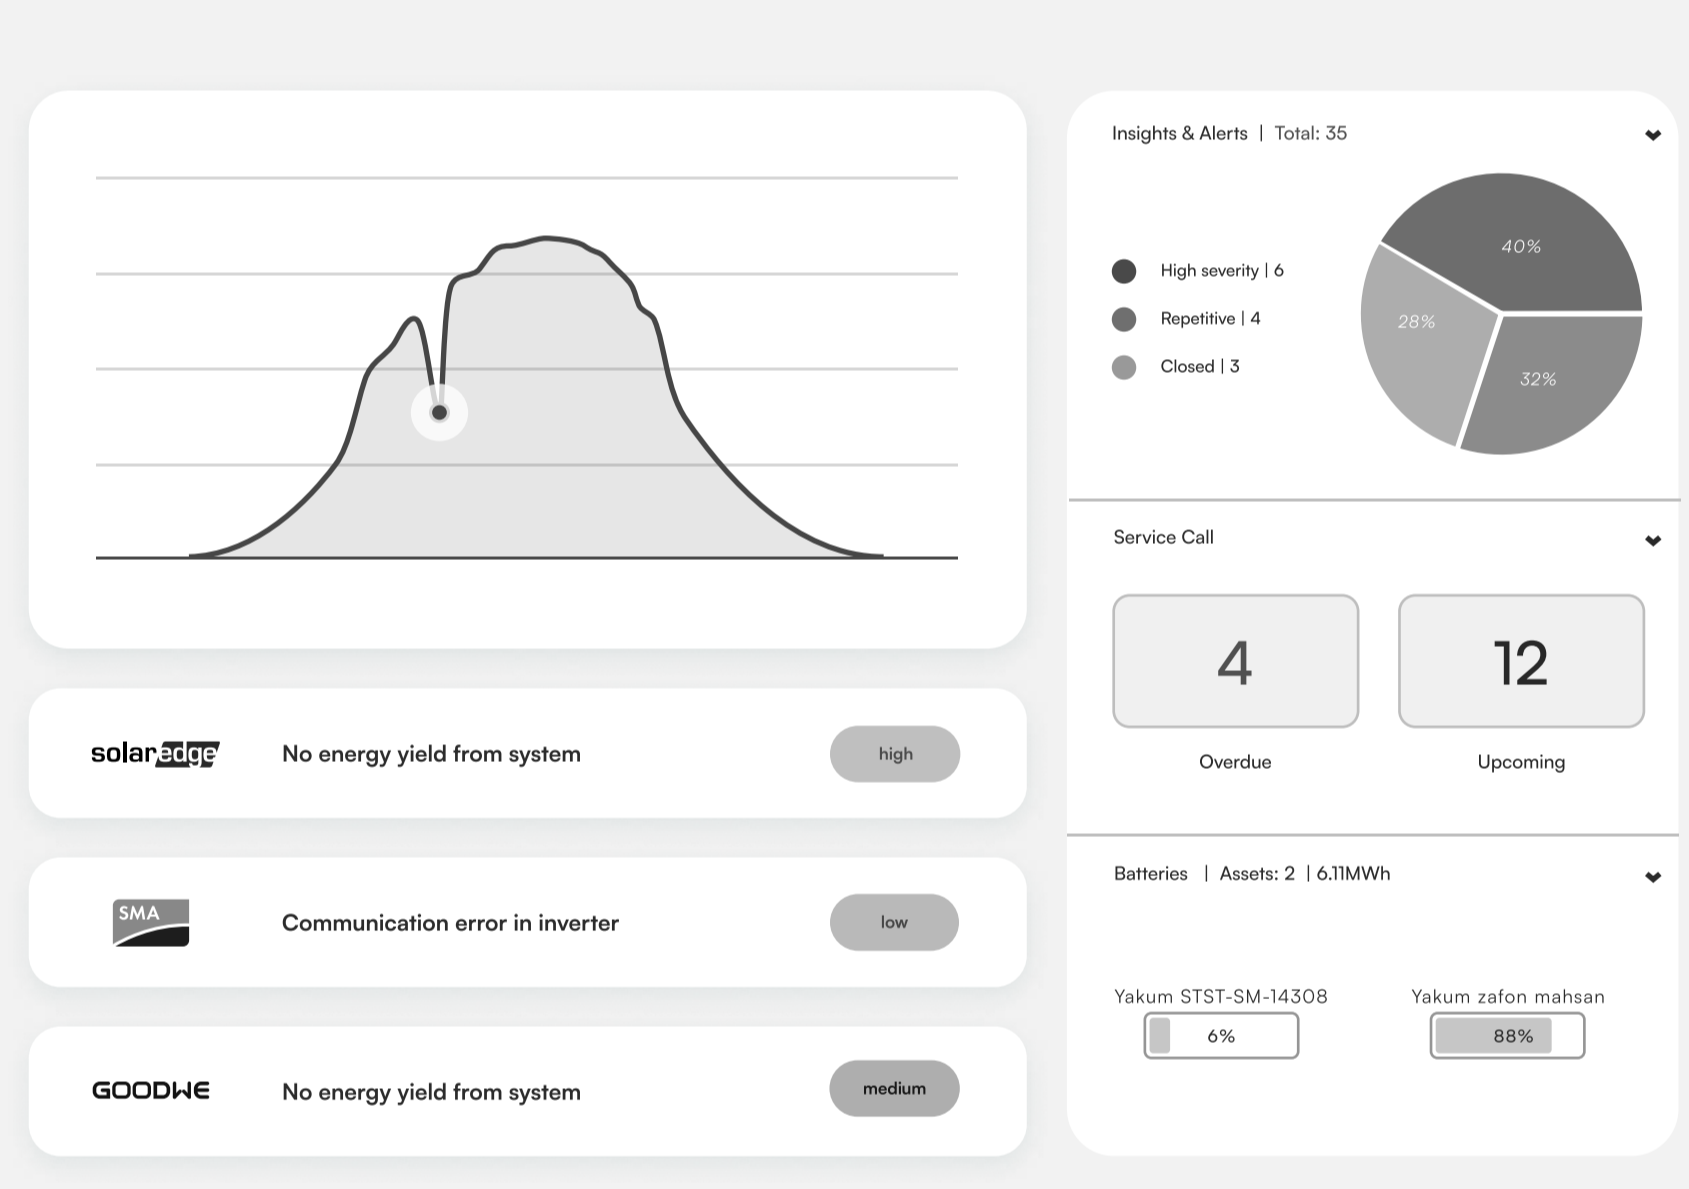 Insights & Alerts | Total: 35
High severity | 6
Repetitive | 4
Closed | 3
40%
28%
32%
Service Call
4
12
Overdue
Upcoming
Batteries | Assets: 2 | 6.11MWh
Yakum STST-SM-14308
6%
Yakum zafon mahsan
88%
solaredge
No energy yield from system
high
SMA
Communication error in inverter
low
GOODWE
No energy yield from system
medium